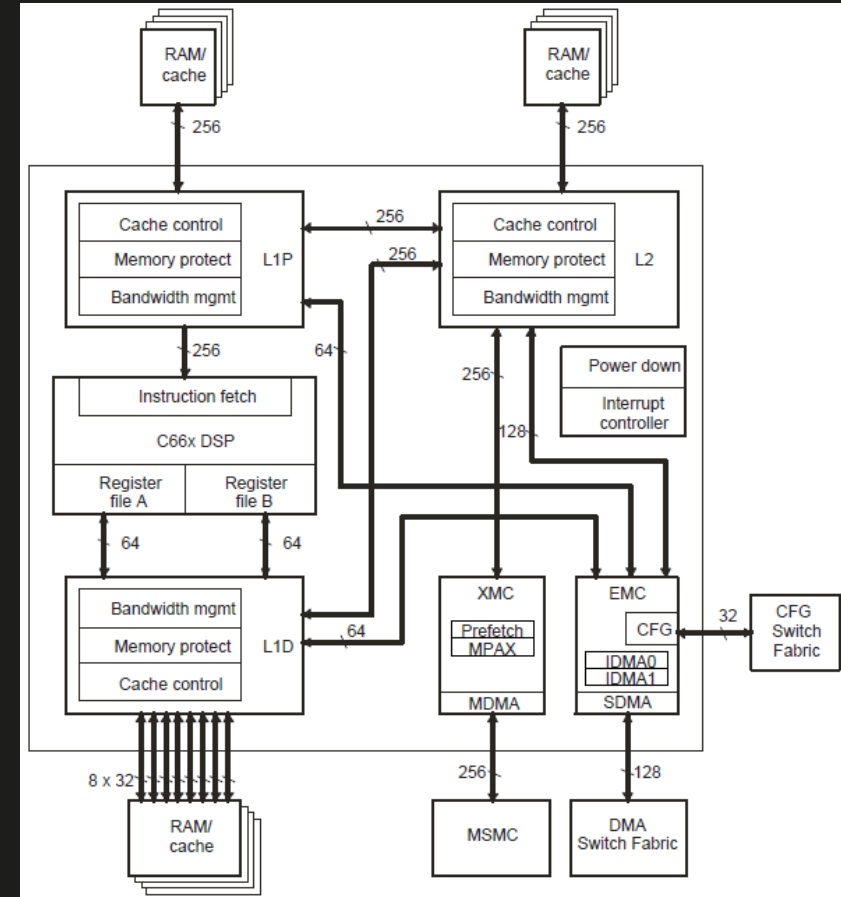 RAM/
cache
RAM/
cache
256
256
Cache control
Memory protect
Bandwidth mgmt
L1P
256
256
Cache control
Memory protect
Bandwidth mgmt
L2
256
64
256
128
Power down
Interrupt
controller
Instruction fetch
C66x DSP
Register
file A
Register
file B
64
64
Bandwidth mgmt
Memory protect
Cache control
L1D
64
XMC
Prefetch
MPAX
MDMA
EMC
CFG
IDMA0
IDMA1
SDMA
32
CFG
Switch
Fabric
8 x 32
256
128
RAM/
cache
MSMC
DMA
Switch Fabric